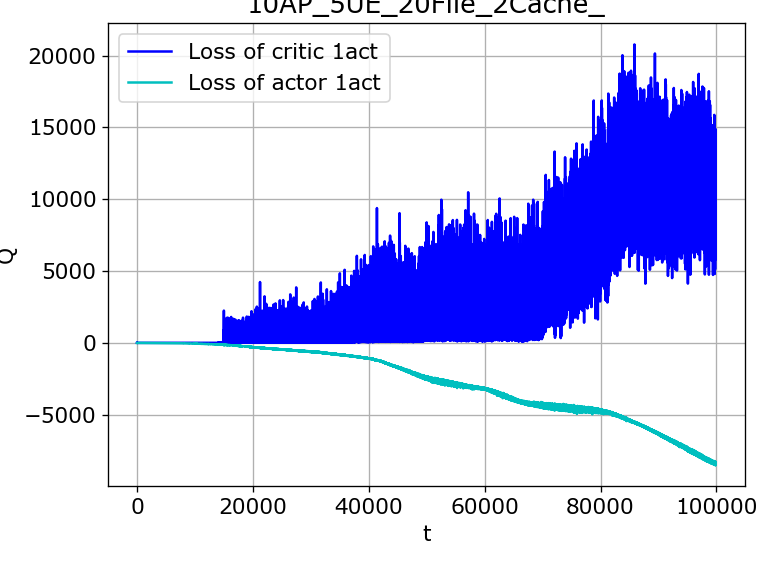 10AP_5UE_20File_2Cache_
Loss of critic 1act
Loss of actor 1act
20000
15000
10000
5000
0
−5000
Q
0
20000
40000
60000
80000
100000
t